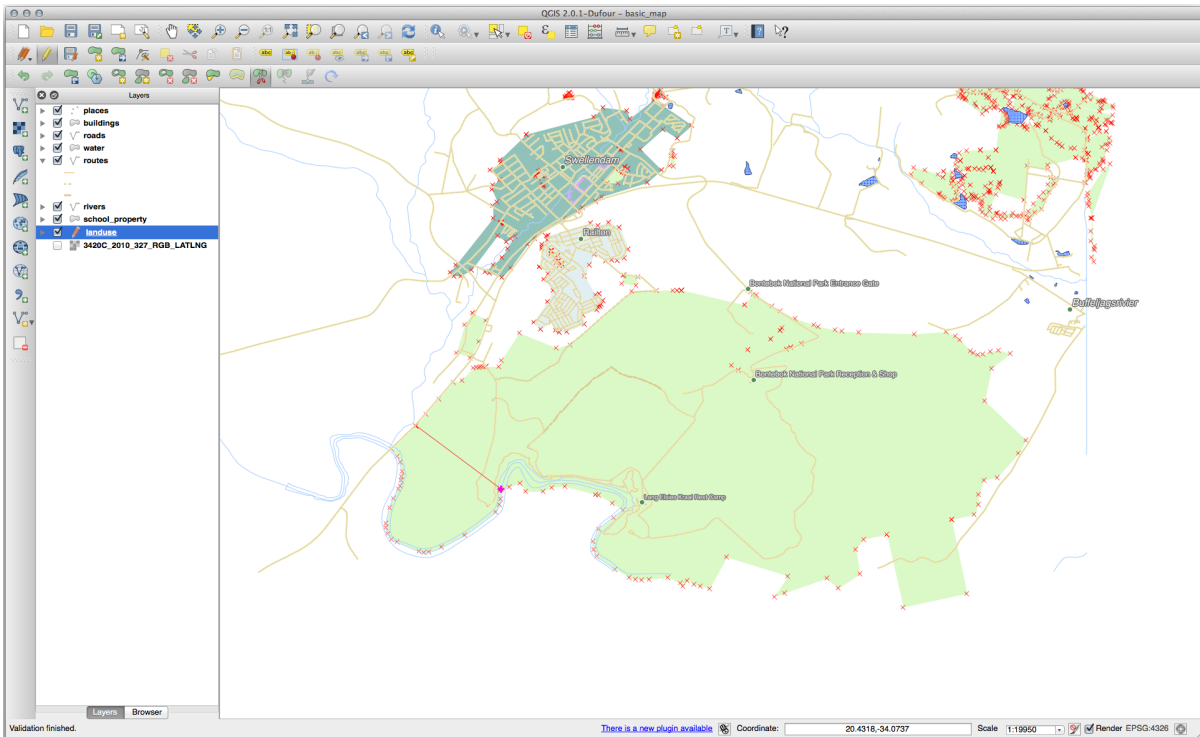 QGIS 2.0.1-Dufour - basic_map
Layers
places
buildings
roads
water
routes
rivers
school_property
landuse
3420C_2010_327_RGB_LATLNG
Swellendam
Railton
Bontebok National Park Entrance Gate
Buffeljagsrivier
Bontebok National Park Reception & Shop
Lang Elsies Kraal Rest Camp
Layers
Browser
Validation finished.
There is a new plugin available
Coordinate:
20.4318,-34.0737
Scale
1:19950
Render
EPSG:4326